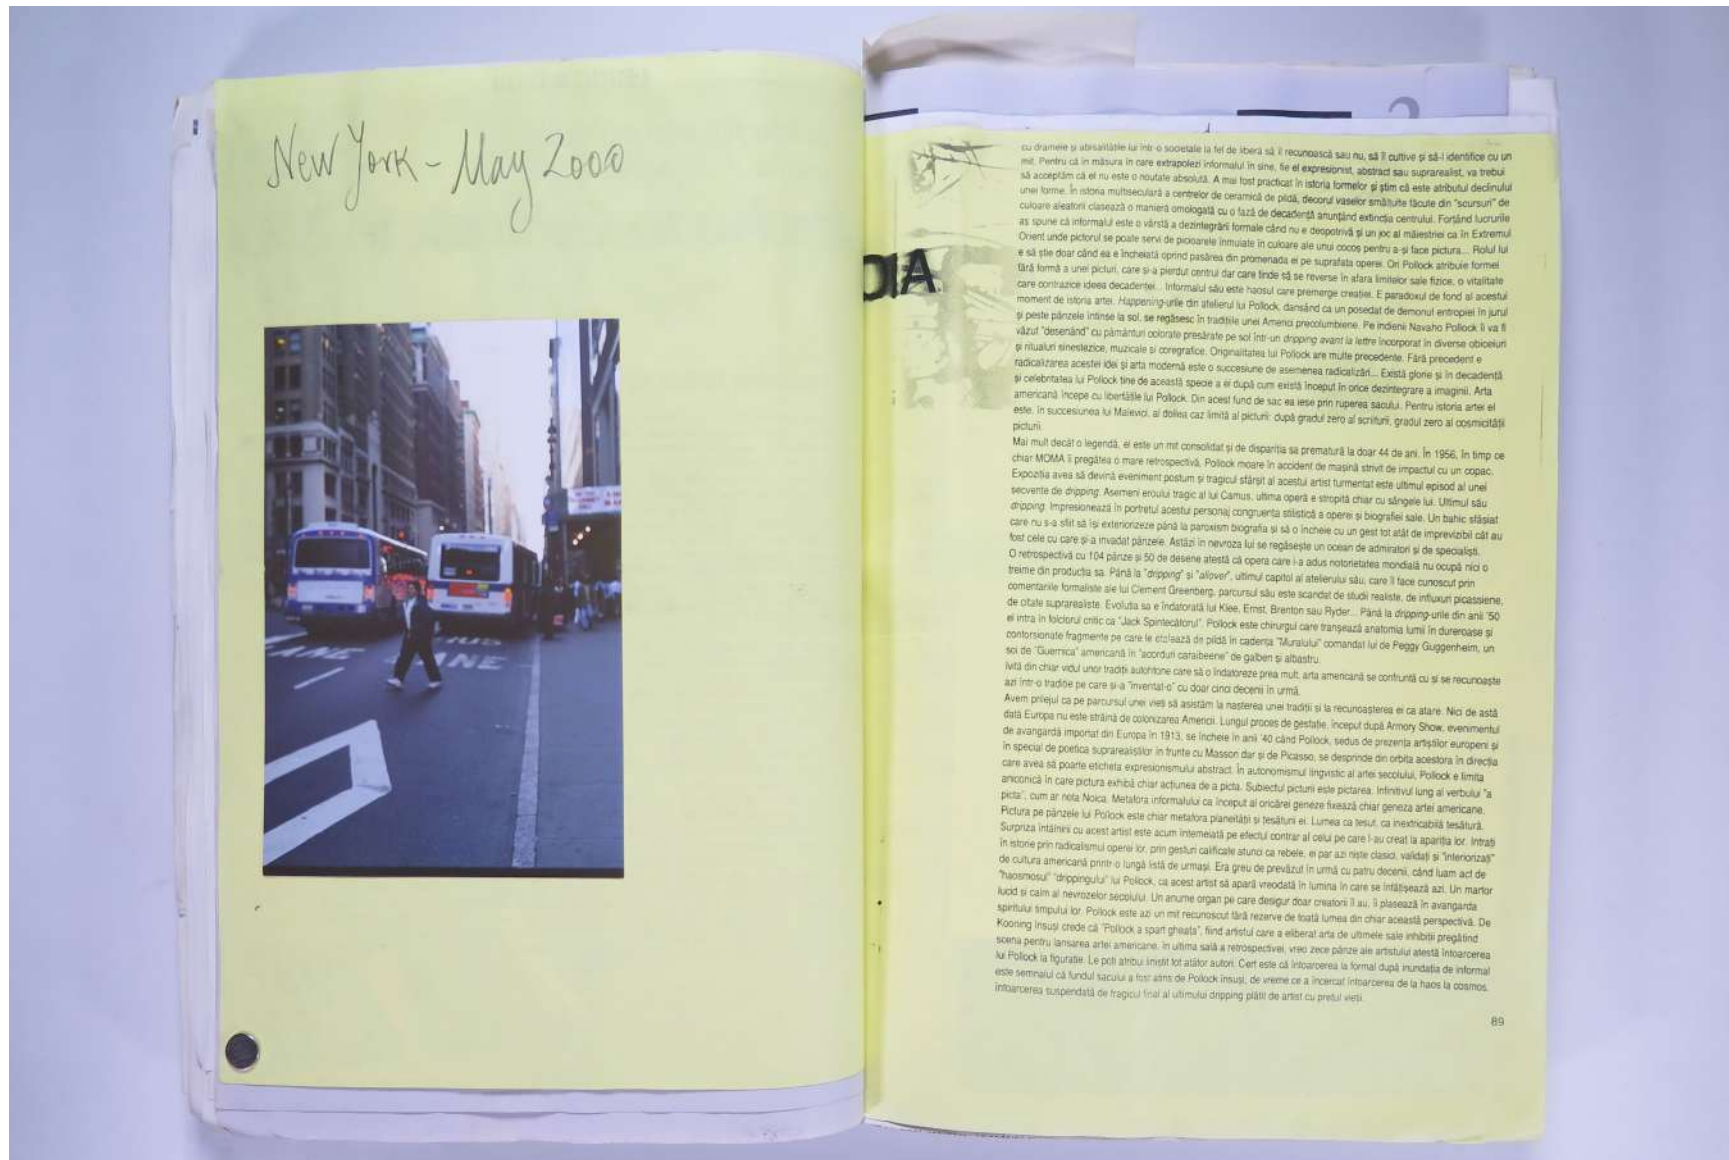 New York - May 2000
BUS
LANE
LANE
DIA
cu dramele și abisalitățile lui într-o societate la fel de liberă să îl recunoască sau nu, să îl cultive și să-l identifice cu un
mit. Pentru că în măsura în care extrapolezi informalul în sine, fie el expresionist, abstract sau suprarealist, va trebui
să acceptăm că el nu este o noutate absolută. A mai fost practicat în istoria formelor și știm că este atributul declinului
unei forme. În istoria multiseculară a centrelor de ceramică de pildă, decorul vaselor smălțuite făcute din "scursuri" de
culoare aleatorii clasează o manieră omologată cu o fază de decadență anunțând extincția centrului. Forțând lucrurile
aș spune că informalul este o vârstă a dezintegrării formale când nu e deopotrivă și un joc al măiestriei ca în Extremul
Orient unde pictorul se poate servi de picioarele înmuiate în culoare ale unui cocoș pentru a-și face pictura... Rolul lui
e să știe doar când ea e încheiată oprind pasărea din promenada ei pe suprafața operei. Ori Pollock atribuie formei
fără formă a unei picturi, care și-a pierdut centrul dar care tinde să se reverse în afara limitelor sale fizice, o vitalitate
care contrazice ideea decadenței... Informalul său este haosul care premerge creației. E paradoxul de fond al acestui
moment de istoria artei. Happening-urile din atelierul lui Pollock, dansând ca un posedat de demonul entropiei în jurul
și peste pânzele întinse la sol, se regăsesc în tradițiile unei Americi precolumbiene. Pe indienii Navaho Pollock îi va fi
văzut "desenând" cu pământuri colorate presărate pe sol într-un dripping avant la lettre încorporat în diverse obiceiuri
și ritualuri sinestezice, muzicale si coregrafice. Originalitatea lui Pollock are multe precedente. Fără precedent e
radicalizarea acestei idei și arta modernă este o succesiune de asemenea radicalizări... Există glorie și în decadență
și celebritatea lui Pollock ține de această specie a ei după cum există început în orice dezintegrare a imaginii. Arta
americană începe cu libertățile lui Pollock. Din acest fund de sac ea iese prin ruperea sacului. Pentru istoria artei el
este, în succesiunea lui Malevici, al doilea caz limită al picturii: după gradul zero al scriiturii, gradul zero al cosmicității
picturii.
Mai mult decât o legendă, el este un mit consolidat și de dispariția sa prematură la doar 44 de ani. În 1956, în timp ce
chiar MOMA îi pregătea o mare retrospectivă, Pollock moare în accident de mașină strivit de impactul cu un copac.
Expoziția avea să devină eveniment postum și tragicul sfârșit al acestui artist turmentat este ultimul episod al unei
secvențe de dripping. Asemeni eroului tragic al lui Camus, ultima operă e stropită chiar cu sângele lui. Ultimul său
dripping. Impresionează în portretul acestui personaj congruența stilistică a operei și biografiei sale. Un bahic sfâșiat
care nu s-a sfiit să își exteriorizeze până la paroxism biografia si să o încheie cu un gest tot atât de imprevizibil cât au
fost cele cu care și-a invadat pânzele. Astăzi in nevroza lui se regăsește un ocean de admiratori și de specialiști.
O retrospectivă cu 104 pânze și 50 de desene atestă că opera care i-a adus notorietatea mondială nu ocupă nici o
treime din producția sa. Până la "dripping" și "allover", ultimul capitol al atelierului său, care îl face cunoscut prin
comentariile formaliste ale lui Clement Greenberg, parcursul său este scandat de studii realiste, de influxuri picassiene,
de citate suprarealiste. Evoluția sa e îndatorată lui Klee, Ernst, Brenton sau Ryder... Până la dripping-urile din anii '50
el intra în folclorul critic ca "Jack Spintecătorul". Pollock este chirurgul care tranșează anatomia lumii în dureroase și
contorsionate fragmente pe care le etalează de pildă în cadența "Muralului" comandat lui de Peggy Guggenheim, un
soi de "Guernica" americană în "acorduri caraibeene" de galben și albastru.
Ivită din chiar vidul unor tradiții autohtone care să o îndatoreze prea mult, arta americană se confruntă cu și se recunoaște
azi într-o tradiție pe care și-a "inventat-o" cu doar cinci decenii în urmă.
Avem prilejul ca pe parcursul unei vieți să asistăm la nașterea unei tradiții și la recunoașterea ei ca atare. Nici de astă
dată Europa nu este străină de colonizarea Americii. Lungul proces de gestație, început după Armory Show, evenimentul
de avangardă importat din Europa în 1913, se încheie în anii '40 când Pollock, sedus de prezența artiștilor europeni și
în special de poetica suprarealiștilor în frunte cu Masson dar și de Picasso, se desprinde din orbita acestora în direcția
care avea să poarte eticheta expresionismului abstract. În autonomismul lingvistic al artei secolului, Pollock e limita
aniconică în care pictura exhibă chiar acțiunea de a picta. Subiectul picturii este pictarea. Infinitivul lung al verbului "a
picta", cum ar nota Noica. Metafora informalului ca început al oricărei geneze fixează chiar geneza artei americane.
Pictura pe pânzele lui Pollock este chiar metafora planeității și țesăturii ei. Lumea ca țesut, ca inextricabilă țesătură.
Surpriza întâlnirii cu acest artist este acum întemeiată pe efectul contrar al celui pe care l-au creat la apariția lor. Intrați
în istorie prin radicalismul operei lor, prin gesturi calificate atunci ca rebele, ei par azi niște clasici, validați și "interiorizați"
de cultura americană printr-o lungă listă de urmași. Era greu de prevăzut în urmă cu patru decenii, când luam act de
"haosmosul" "drippingului" lui Pollock, ca acest artist să apară vreodată în lumina în care se înfățișează azi. Un martor
lucid și calm al nevrozelor secolului. Un anume organ pe care desigur doar creatorii îl au, îl plasează în avangarda
spiritului timpului lor. Pollock este azi un mit recunoscut fără rezerve de toată lumea din chiar această perspectivă. De
Kooning însuși crede că "Pollock a spart gheața", fiind artistul care a eliberat arta de ultimele sale inhibiții pregătind
scena pentru lansarea artei americane. In ultima sală a retrospectivei, vreo zece pânze ale artistului atestă întoarcerea
lui Pollock la figurație. Le poți atribui liniștit tot atâtor autori. Cert este că întoarcerea la formal după inundația de informal
este semnalul că fundul sacului a fost atins de Pollock însuși, de vreme ce a încercat întoarcerea de la haos la cosmos,
întoarcerea suspendată de tragicul final al ultimului dripping plătit de artist cu prețul vieții.
89